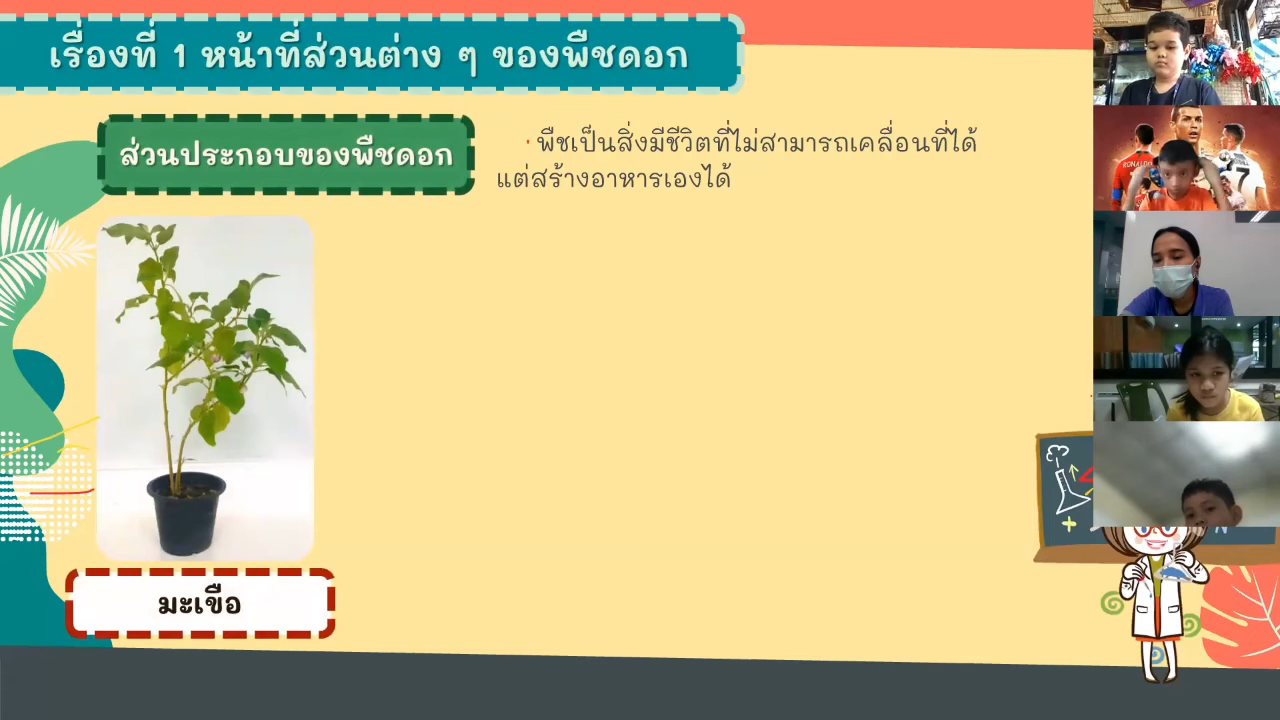 เรื่องที่ 1 หน้าที่ส่วนต่าง ๆ ของพืชดอก
ส่วนประกอบของพืชดอก
· พืชเป็นสิ่งมีชีวิตที่ไม่สามารถเคลื่อนที่ได้
แต่สร้างอาหารเองได้
มะเขือ
RONALDO
7